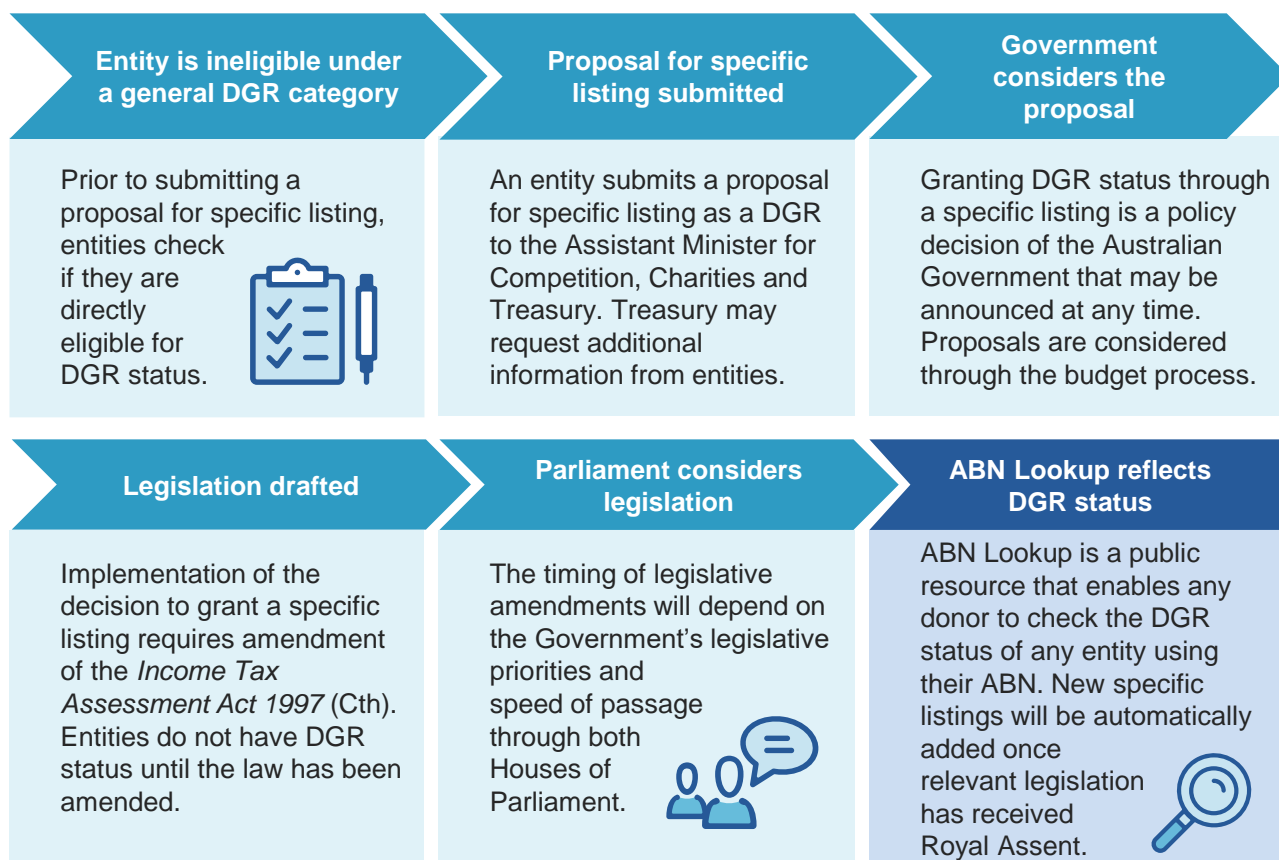 Entity is ineligible under
a general DGR category
Prior to submitting a
proposal for specific listing,
entities check
if they are
directly
eligible for
DGR status.
Proposal for specific
listing submitted
An entity submits a proposal
for specific listing as a DGR
to the Assistant Minister for
Competition, Charities and
Treasury. Treasury may
request additional
information from entities.
Government
considers the
proposal
Granting DGR status through
a specific listing is a policy
decision of the Australian
Government that may be
announced at any time.
Proposals are considered
through the budget process.
Legislation drafted
Implementation of the
decision to grant a specific
listing requires amendment
of the Income Tax
Assessment Act 1997 (Cth).
Entities do not have DGR
status until the law has been
amended.
Parliament considers
legislation
The timing of legislative
amendments will depend on
the Government’s legislative
priorities and
speed of passage
through both
Houses of
Parliament.
ABN Lookup reflects
DGR status
ABN Lookup is a public
resource that enables any
donor to check the DGR
status of any entity using
their ABN. New specific
listings will be automatically
added once
relevant legislation
has received
Royal Assent.